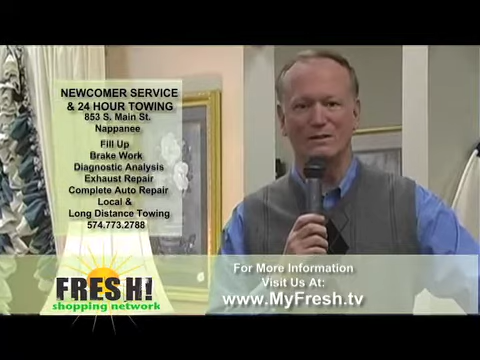 NEWCOMER SERVICE
& 24 HOUR TOWING
853 S. Main St.
Nappanee
Fill Up
Brake Work
Diagnostic Analysis
Exhaust Repair
Complete Auto Repair
Local &
Long Distance Towing
574.773.2788
FRESH!
shopping network
For More Information
Visit Us At:
www.MyFresh.tv